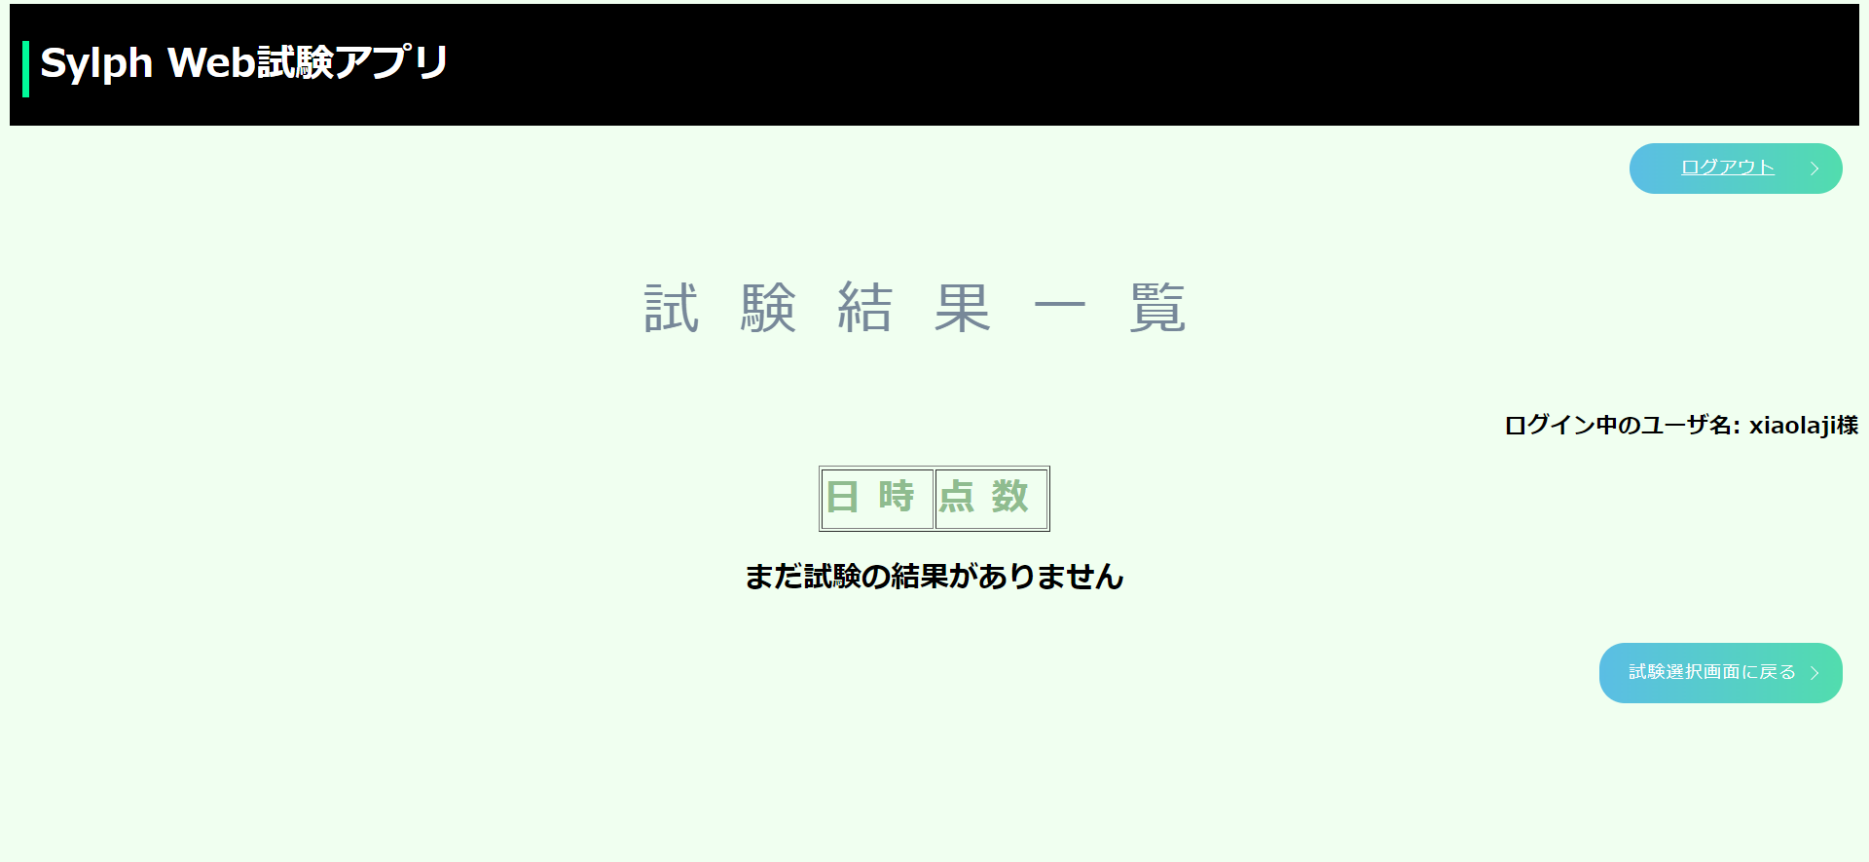 Sylph Web試験アプリ
ログアウト
試験結果一覧
ログイン中のユーザ名: xiaolaji様
日時 点数
まだ試験の結果がありません
試験選択画面に戻る